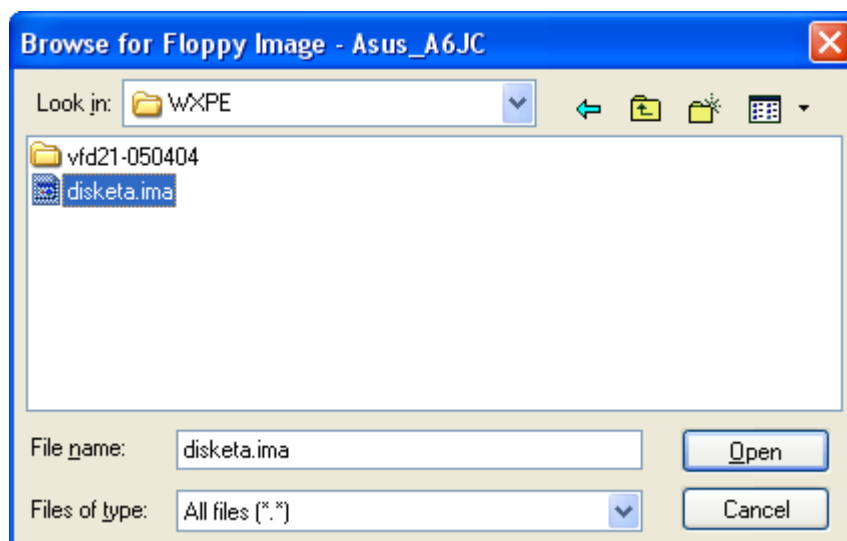 Browse for Floppy Image - Asus_A6JC
Look in: WXPE
vfd21-050404
disketa.ima
File name: disketa.ima Open
Files of type: All files (*.*) Cancel